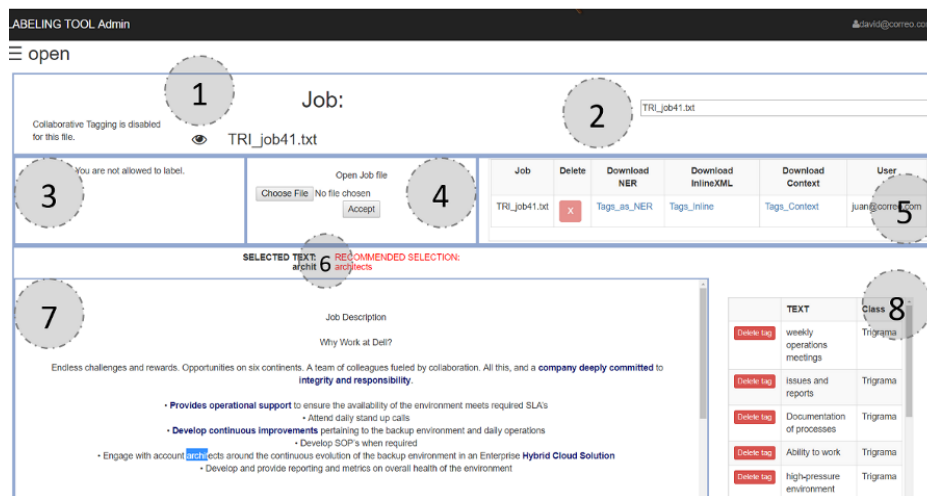 LABELING TOOL Admin
david@correo.com
☰ open
1
Job:
2
TRI_job41.txt
Collaborative Tagging is disabled
for this file.
TRI_job41.txt
3
You are not allowed to label.
Open Job file
Choose File No file chosen
Accept
4
Job Delete Download NER Download InlineXML Download Context User
TRI_job41.txt X Tags_as_NER Tags_Inline Tags_Context juan@correo.com
5
SELECTED TEXT: RECOMMENDED SELECTION:
archit 6 architects
7
Job Description
Why Work at Dell?
Endless challenges and rewards. Opportunities on six continents. A team of colleagues fueled by collaboration. All this, and a company deeply committed to
integrity and responsibility.
• Provides operational support to ensure the availability of the environment meets required SLA's
• Attend daily stand up calls
• Develop continuous improvements pertaining to the backup environment and daily operations
• Develop SOP's when required
• Engage with account architects around the continuous evolution of the backup environment in an Enterprise Hybrid Cloud Solution
• Develop and provide reporting and metrics on overall health of the environment
8
TEXT Class
Delete tag weekly operations meetings Trigrama
Delete tag issues and reports Trigrama
Delete tag Documentation of processes Trigrama
Delete tag Ability to work Trigrama
Delete tag high-pressure environment Trigrama